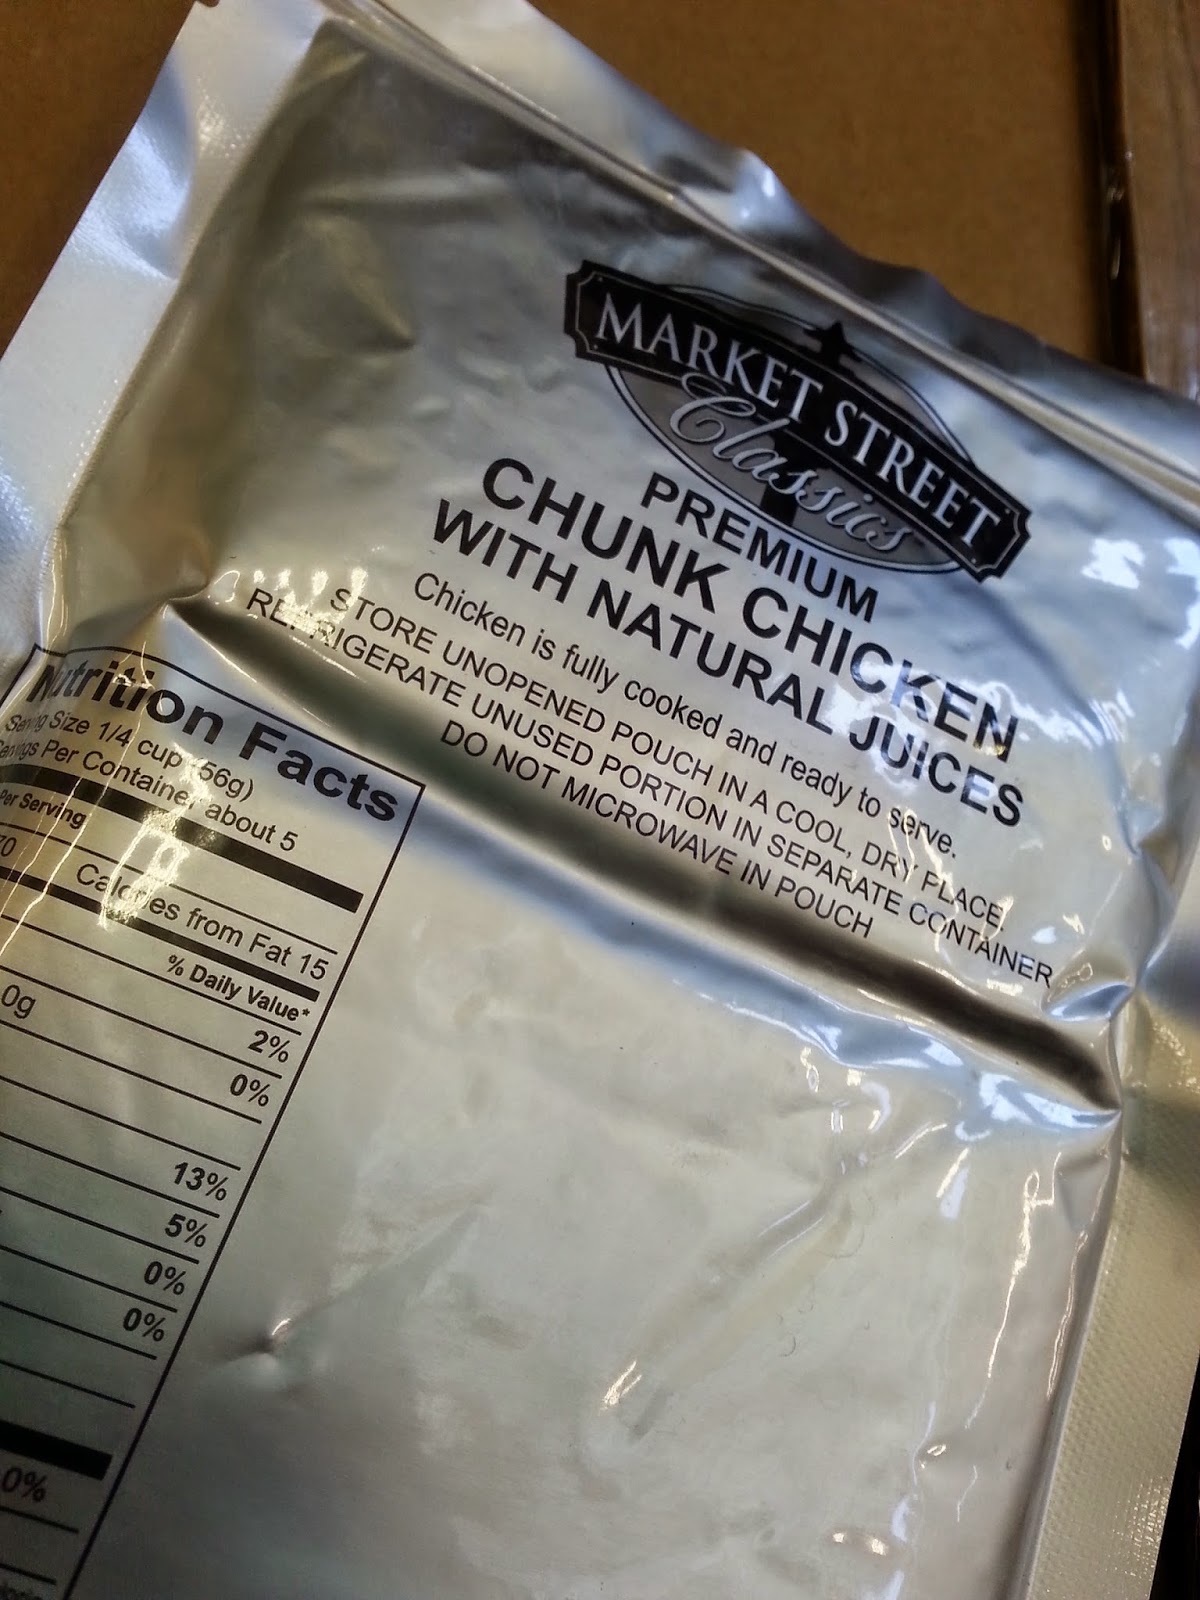 MARKET STREET
Classics
PREMIUM
CHUNK CHICKEN
WITH NATURAL JUICES
Chicken is fully cooked and ready to serve.
STORE UNOPENED POUCH IN A COOL, DRY PLACE.
REFRIGERATE UNUSED PORTION IN SEPARATE CONTAINER
DO NOT MICROWAVE IN POUCH
Nutrition Facts
Serving Size 1/4 cup (56g)
Servings Per Container about 5
Per Serving
70
Calories from Fat 15
% Daily Value*
2%
0g
0%
13%
5%
0%
0%
0%